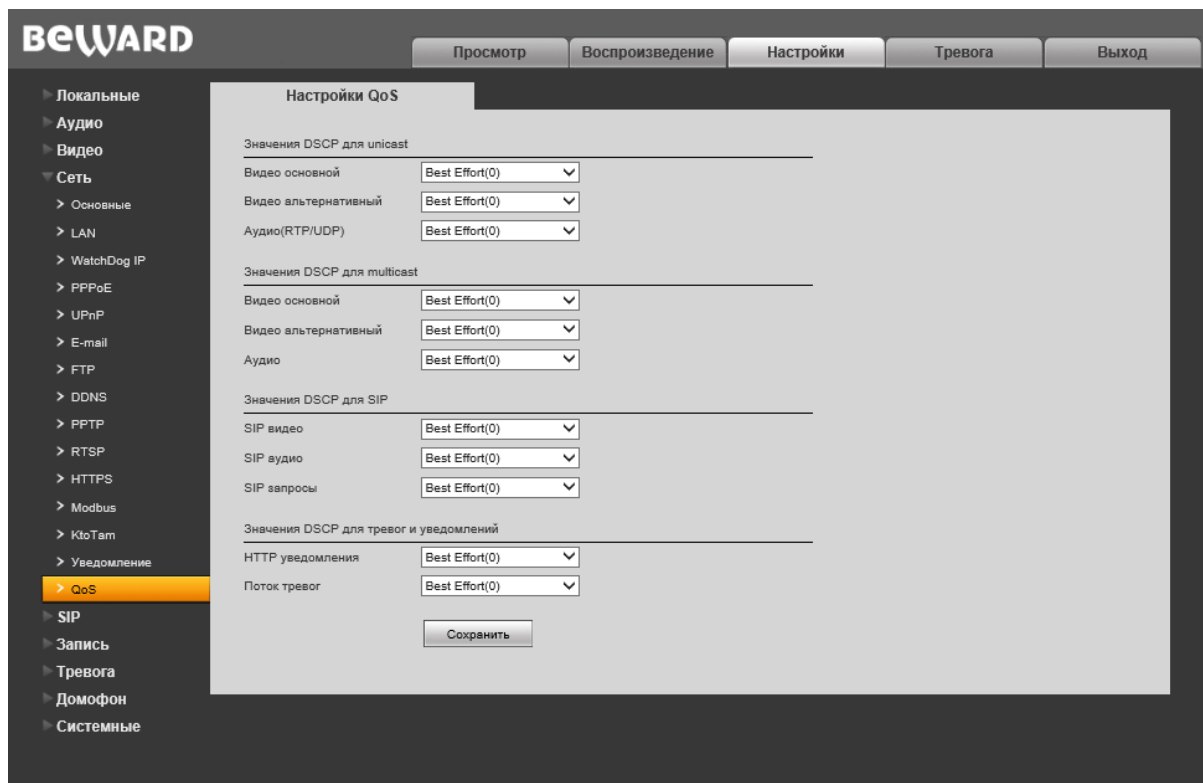 BEWARD
Просмотр
Воспроизведение
Настройки
Тревога
Выход
Локальные
Аудио
Видео
Сеть
Основные
LAN
WatchDog IP
PPPoE
UPnP
E-mail
FTP
DDNS
PPTP
RTSP
HTTPS
Modbus
KtoTam
Уведомление
QoS
SIP
Запись
Тревога
Домофон
Системные
Настройки QoS
Значения DSCP для unicast
Видео основной Best Effort(0)
Видео альтернативный Best Effort(0)
Аудио(RTP/UDP) Best Effort(0)
Значения DSCP для multicast
Видео основной Best Effort(0)
Видео альтернативный Best Effort(0)
Аудио Best Effort(0)
Значения DSCP для SIP
SIP видео Best Effort(0)
SIP аудио Best Effort(0)
SIP запросы Best Effort(0)
Значения DSCP для тревог и уведомлений
HTTP уведомления Best Effort(0)
Поток тревог Best Effort(0)
Сохранить